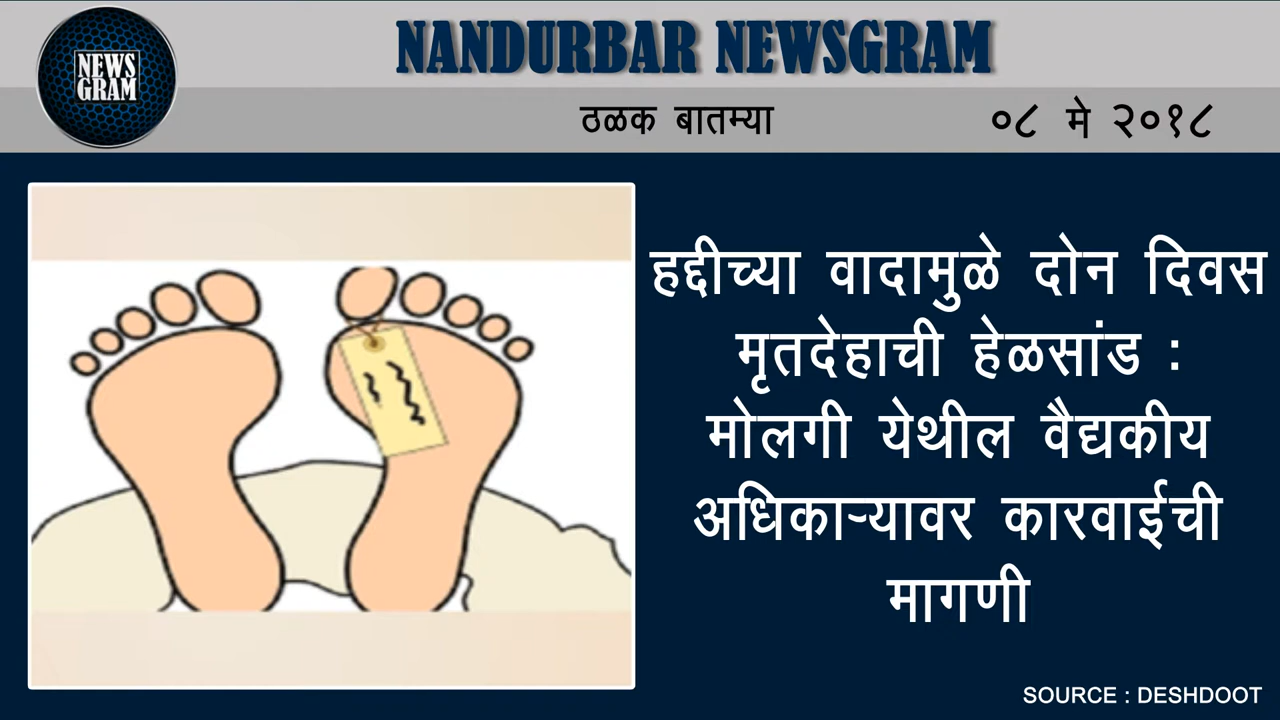 NEWS
GRAM
NANDURBAR NEWSGRAM
ठळक बातम्या
०८ मे २०१८
हद्दीच्या वादामुळे दोन दिवस
मृतदेहाची हेळसांड :
मोलगी येथील वैद्यकीय
अधिकाऱ्यावर कारवाईची
मागणी
SOURCE : DESHDOOT